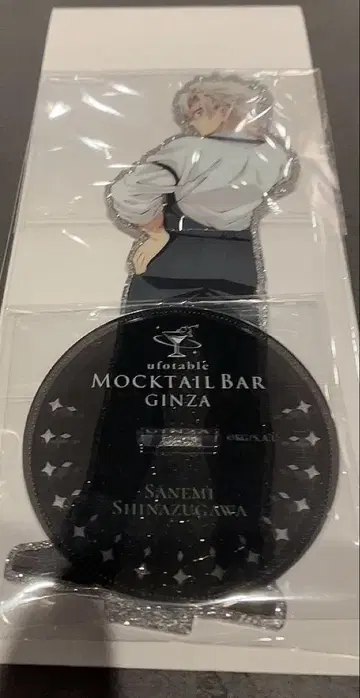 ufotable
MOCKTAIL BAR
GINZA
SANEMI
SHINAZUGAWA